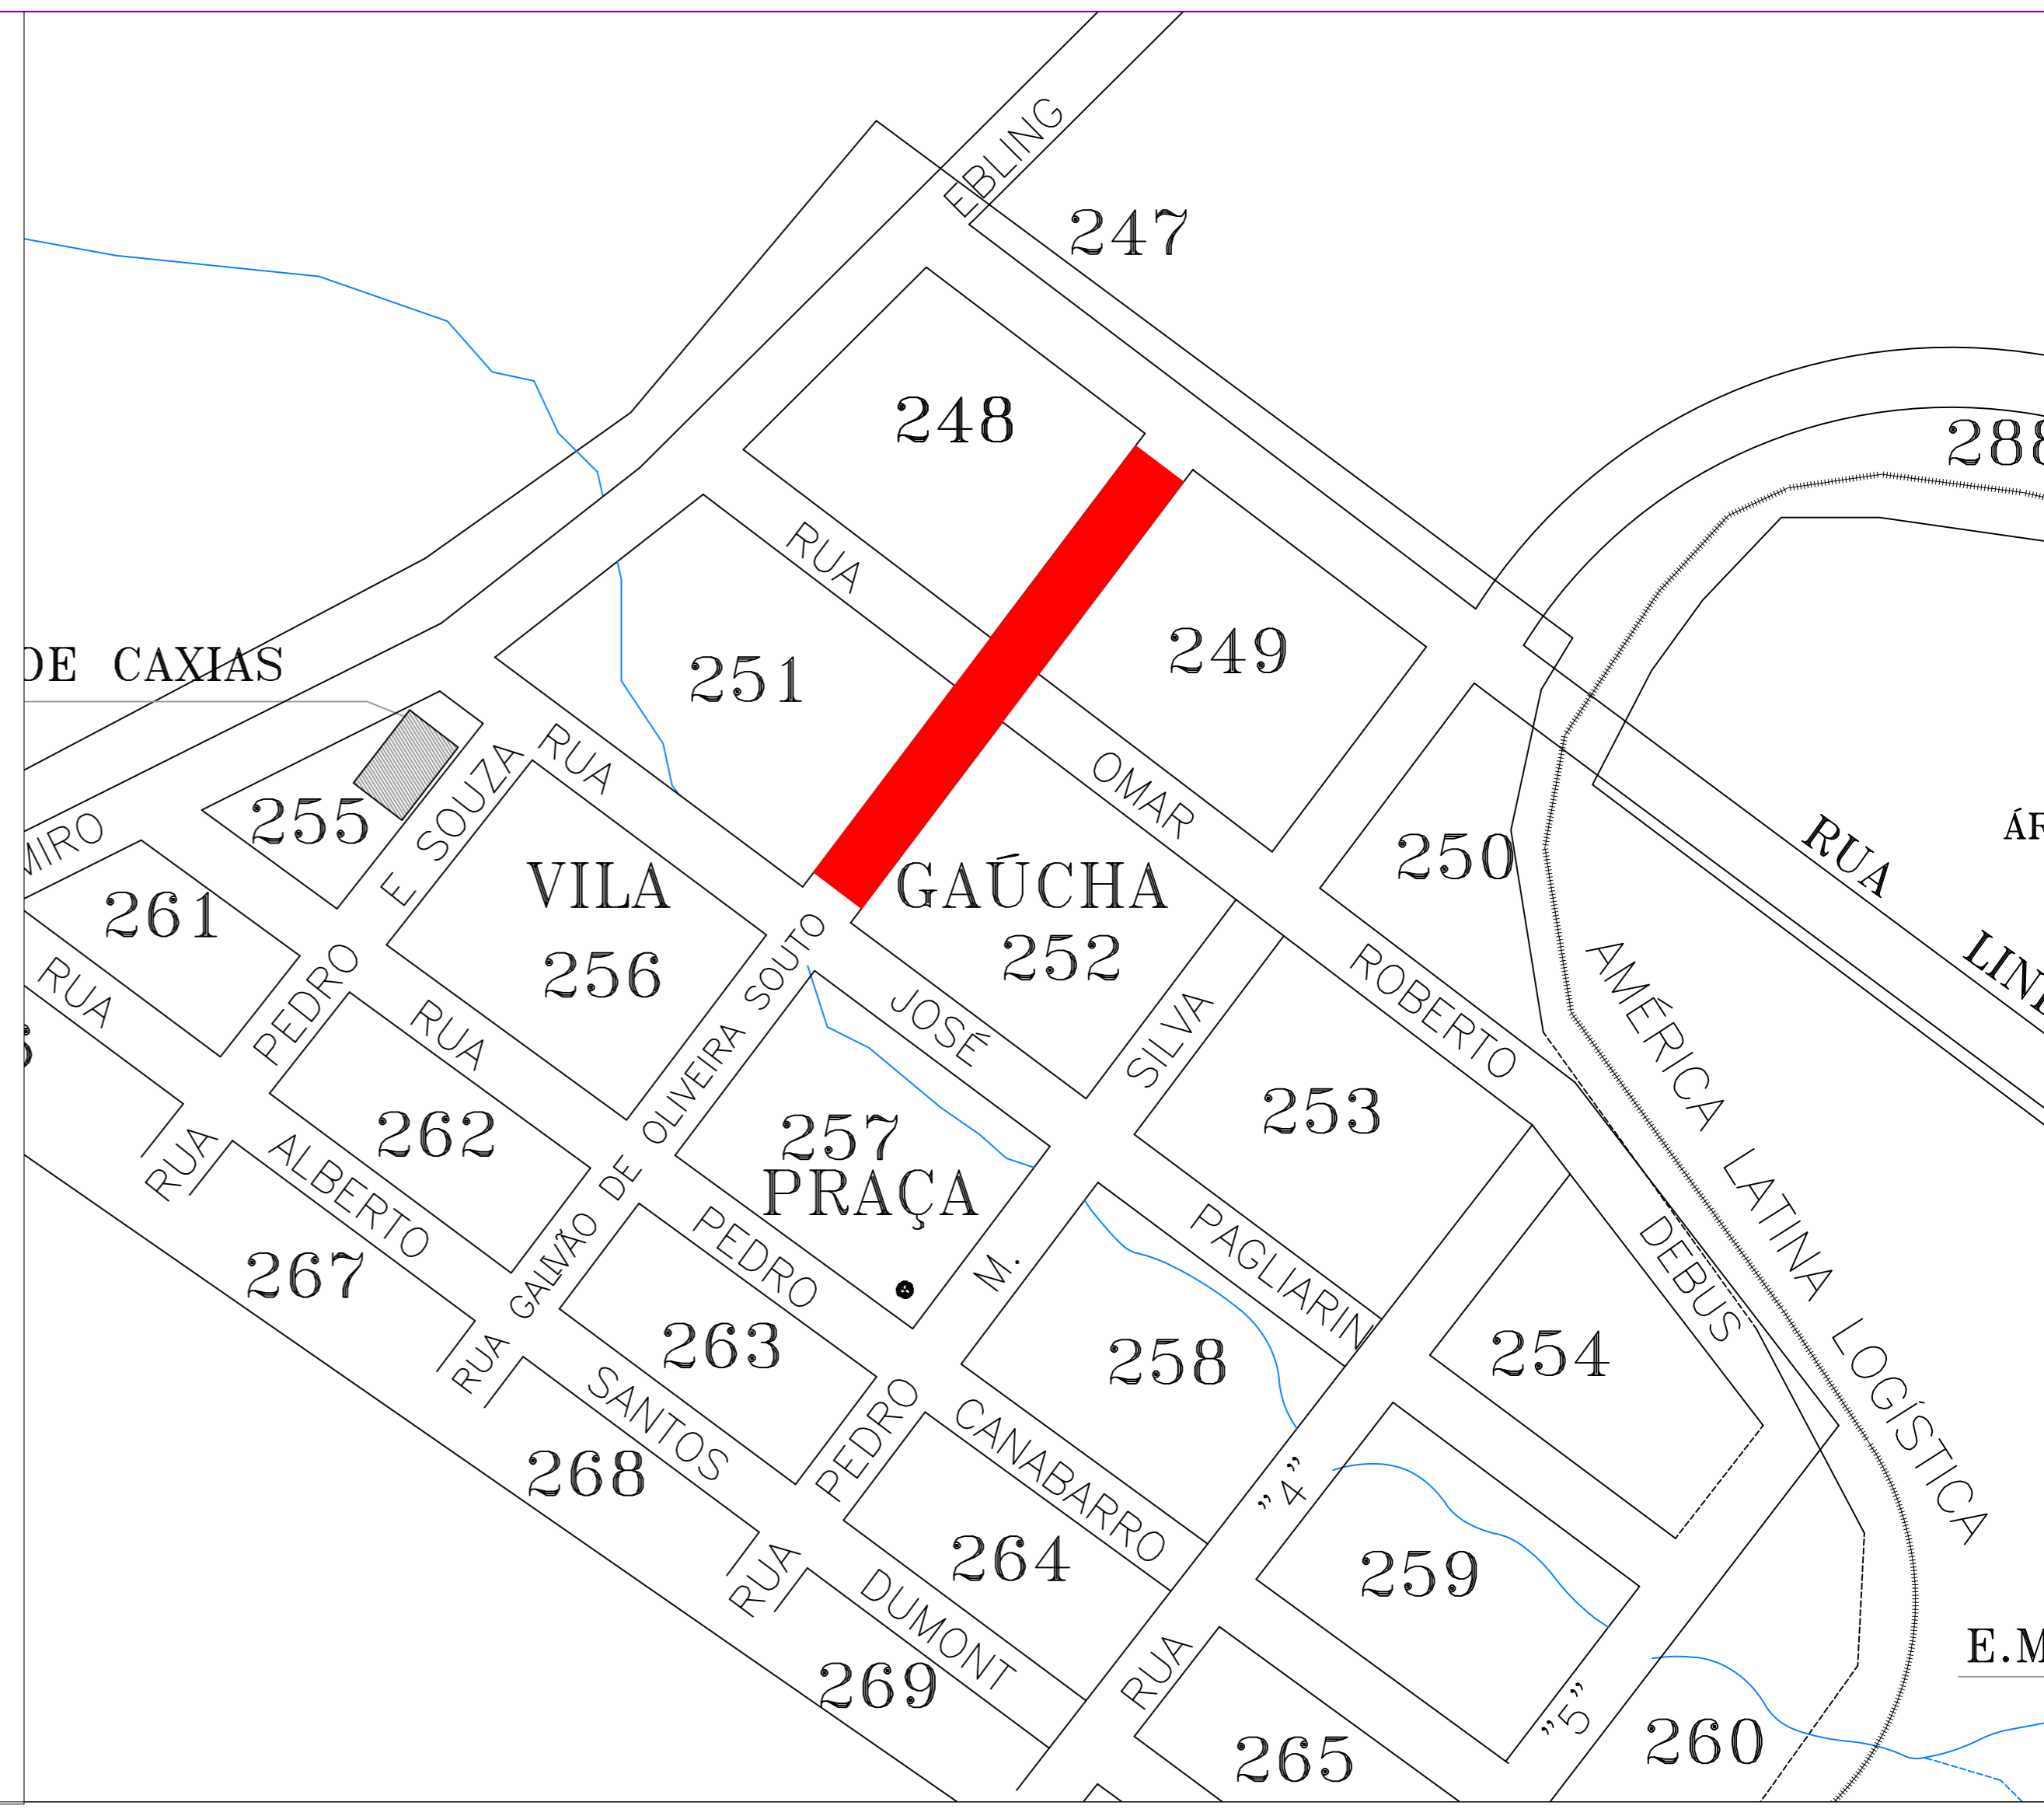 EBLING
247
248
288
RUA
249
251
DE CAXIAS
OMAR
RUA
E SOUZA
255
MIRO
250
RUA
ÁR
VILA GAÚCHA
261
256
252
RUA
PEDRO
RUA
JOSÉ
SILVA
ROBERTO
253
262
257
PRAÇA
RUA GALVÃO DE OLIVEIRA SOUTO
AMÉRICA LATINA LOGÍSTICA
RUA
ALBERTO
267
PEDRO
M.
PAGLIARIN
DEBUS
263
258
254
SANTOS
PEDRO
CANABARRO
"4"
268
264
259
RUA
DUMONT
269
RUA
"5"
265
260
E.M